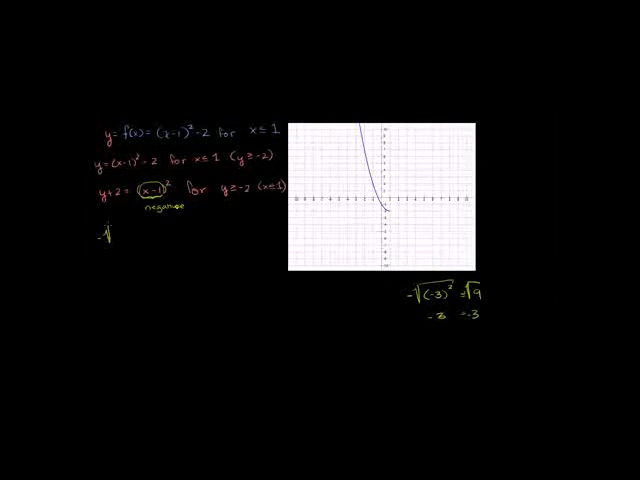 y = f(x) = (x-1)² - 2 for x ≤ 1
y = (x-1)² - 2 for x ≤ 1 (y ≥ -2)
y+2 = (x-1)² for y ≥ -2 (x ≤ 1)
negative
-√
-√(-3)² = √9
-3 = -3